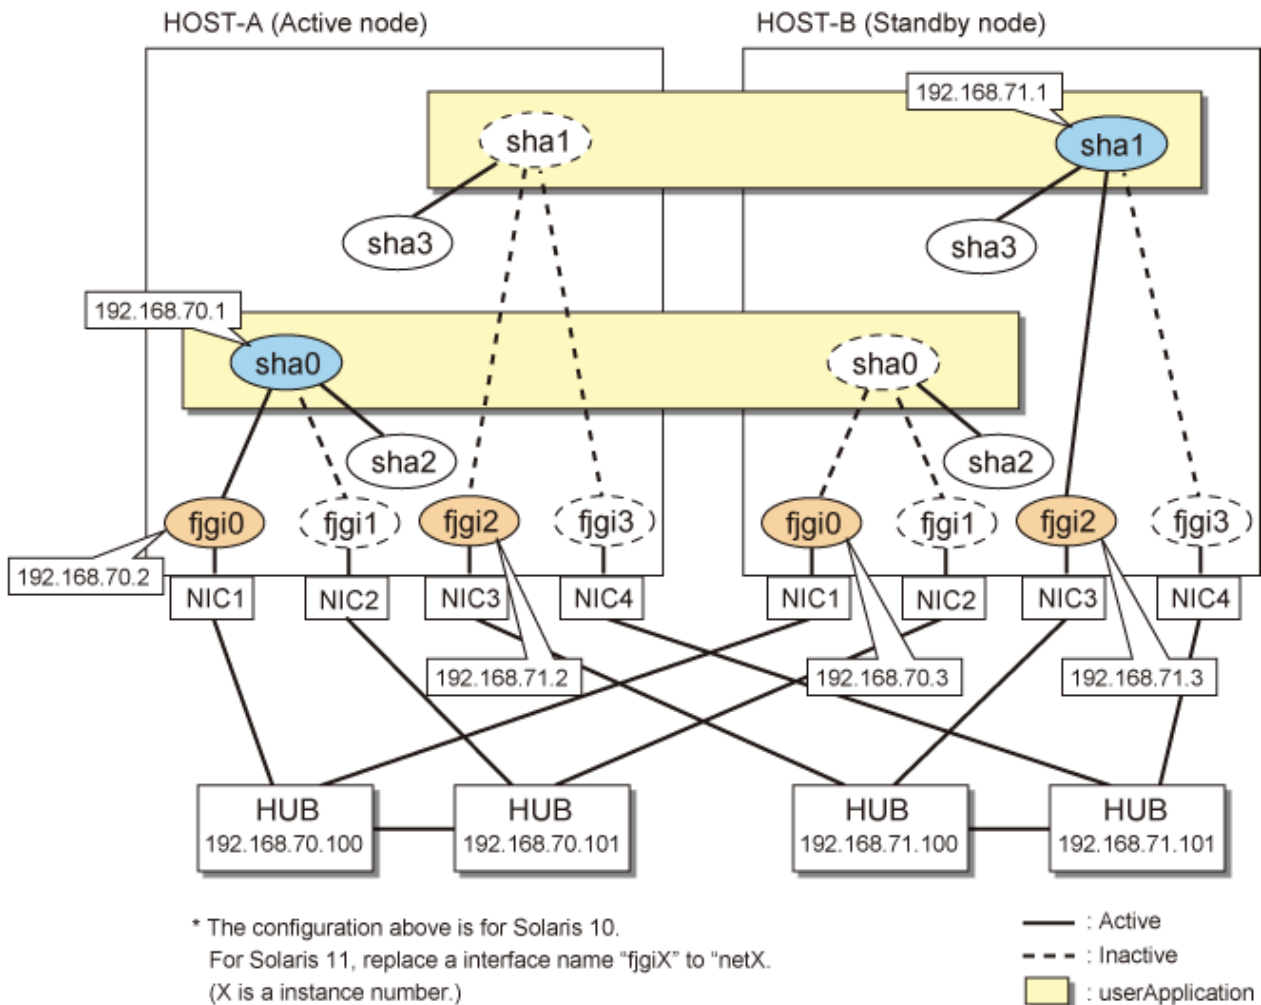 HOST-A (Active node)
HOST-B (Standby node)
192.168.71.1
sha1
sha1
sha3
sha3
192.168.70.1
sha0
sha0
sha2
sha2
fjgi0
fjgi1
fjgi2
fjgi3
fjgi0
fjgi1
fjgi2
fjgi3
192.168.70.2
NIC1
NIC2
NIC3
NIC4
NIC1
NIC2
NIC3
NIC4
192.168.71.2
192.168.70.3
192.168.71.3
HUB
192.168.70.100
HUB
192.168.70.101
HUB
192.168.71.100
HUB
192.168.71.101
* The configuration above is for Solaris 10.
For Solaris 11, replace a interface name “fjgiX” to “netX.
(X is a instance number.)
: Active
: Inactive
: userApplication